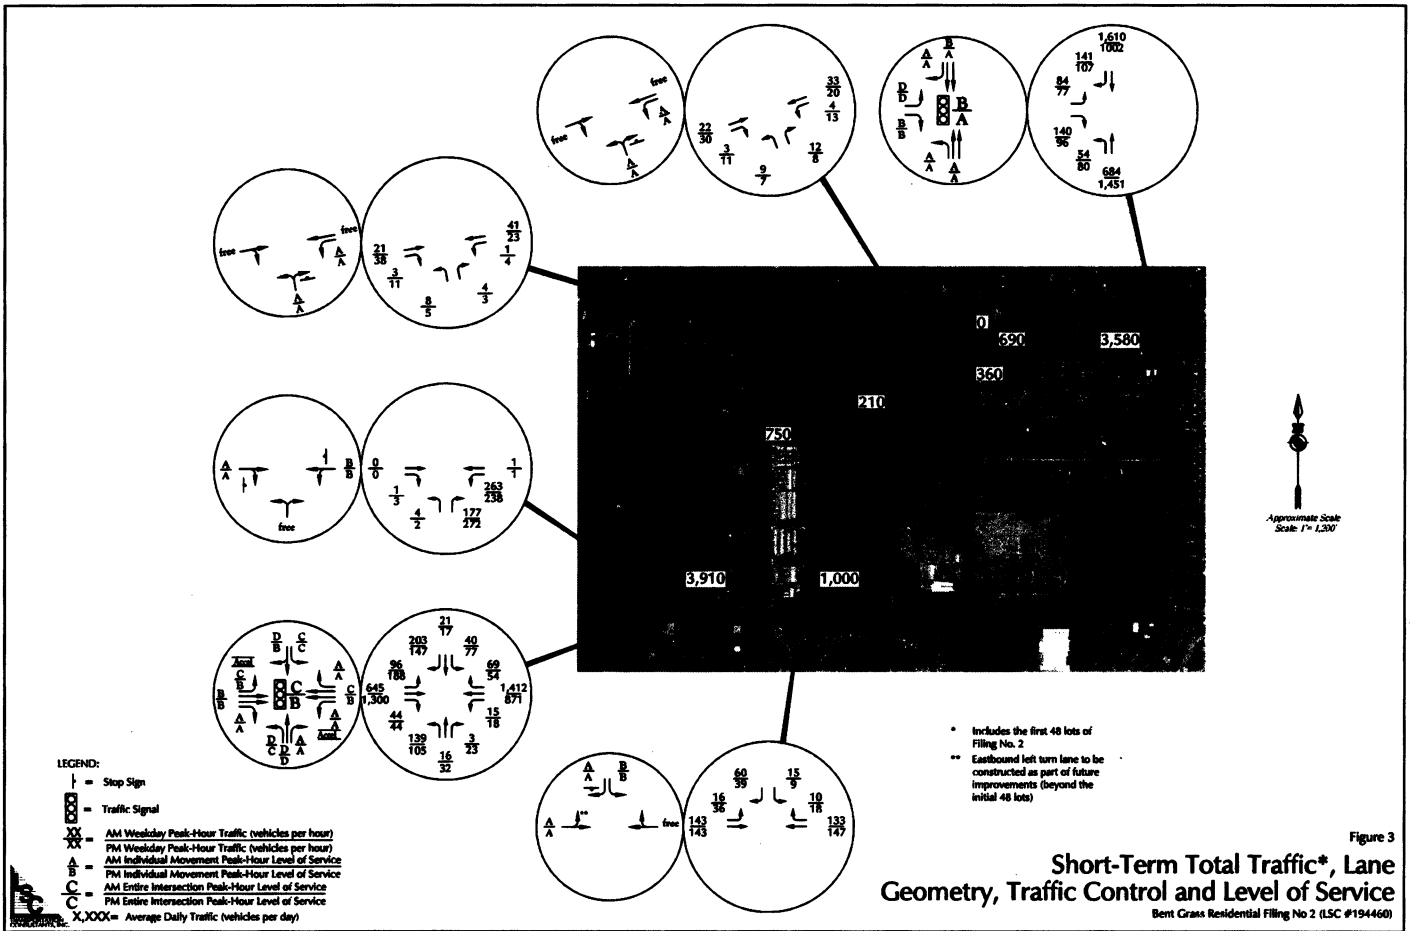 free
free
A
A
A
A
22
30
3
11
9
7
12
8
33
20
4
13
B
A
A
A
D
D
B
B
B
A
A
A
A
A
1,610
1002
141
107
84
77
140
96
54
80
684
1,451
free
free
A
A
A
A
21
38
3
11
8
5
4
3
41
23
1
4
0
690
3,580
360
210
750
3,910
1,000
Approximate Scale
Scale: 1"= 1,200'
A
A
B
B
free
0
0
1
3
4
2
177
272
263
238
1
1
D
B
C
C
Accel
C
B
B
B
A
A
C
B
A
A
C
B
A
A
Accel
D
C
D
D
A
A
21
17
203
147
40
77
96
188
69
54
645
1,300
1,412
871
44
44
15
18
139
105
3
23
16
32
A
A
B
B
A
A
**
free
60
39
15
9
16
36
10
18
143
143
133
147
* Includes the first 48 lots of
Filing No. 2
** Eastbound left turn lane to be
constructed as part of future
improvements (beyond the
initial 48 lots)
LEGEND:
= Stop Sign
= Traffic Signal
XX = AM Weekday Peak-Hour Traffic (vehicles per hour)
XX PM Weekday Peak-Hour Traffic (vehicles per hour)
A = AM Individual Movement Peak-Hour Level of Service
B PM Individual Movement Peak-Hour Level of Service
C = AM Entire Intersection Peak-Hour Level of Service
C PM Entire Intersection Peak-Hour Level of Service
X,XXX= Average Daily Traffic (vehicles per day)
LSC
CONSULTANTS, INC.
Figure 3
Short-Term Total Traffic*, Lane
Geometry, Traffic Control and Level of Service
Bent Grass Residential Filing No 2 (LSC #194460)